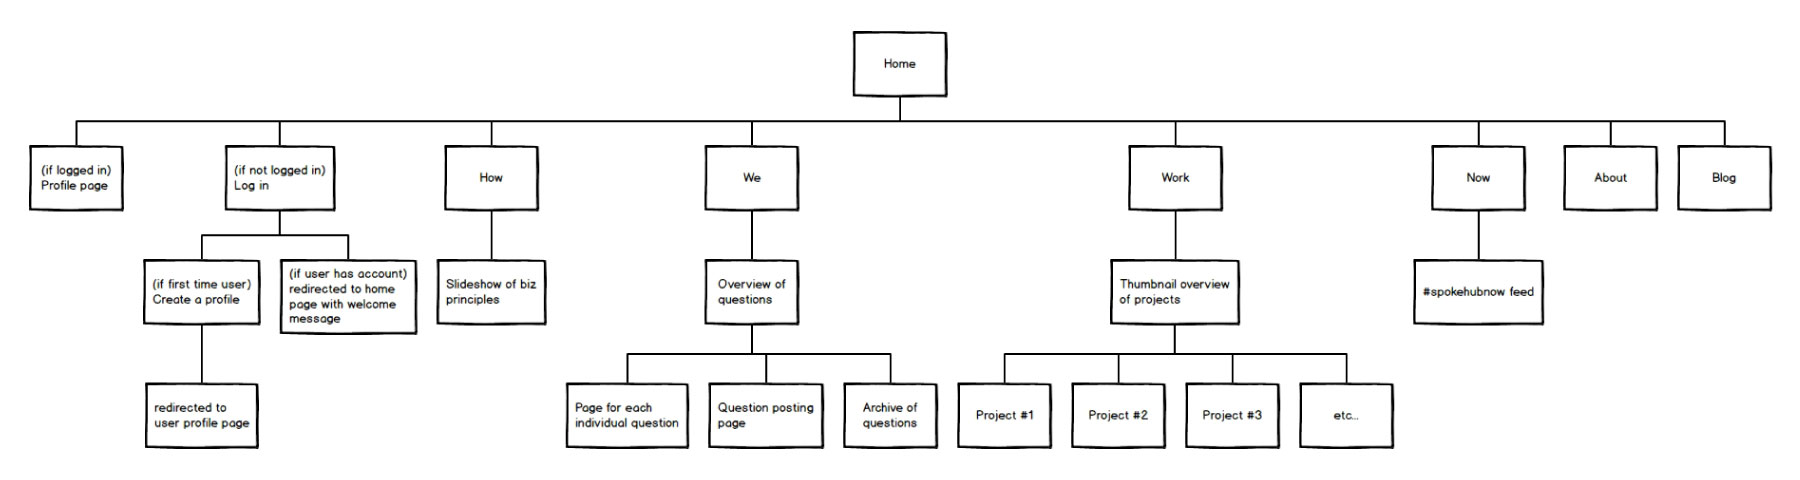 Home
(if logged in)
Profile page
(if not logged in)
Log in
How
We
Work
Now
About
Blog
(if first time user)
Create a profile
(if user has account)
redirected to home
page with welcome
message
Slideshow of biz
principles
Overview of
questions
Thumbnail overview
of projects
#spokehubnow feed
redirected to
user profile page
Page for each
individual question
Question posting
page
Archive of
questions
Project #1
Project #2
Project #3
etc...